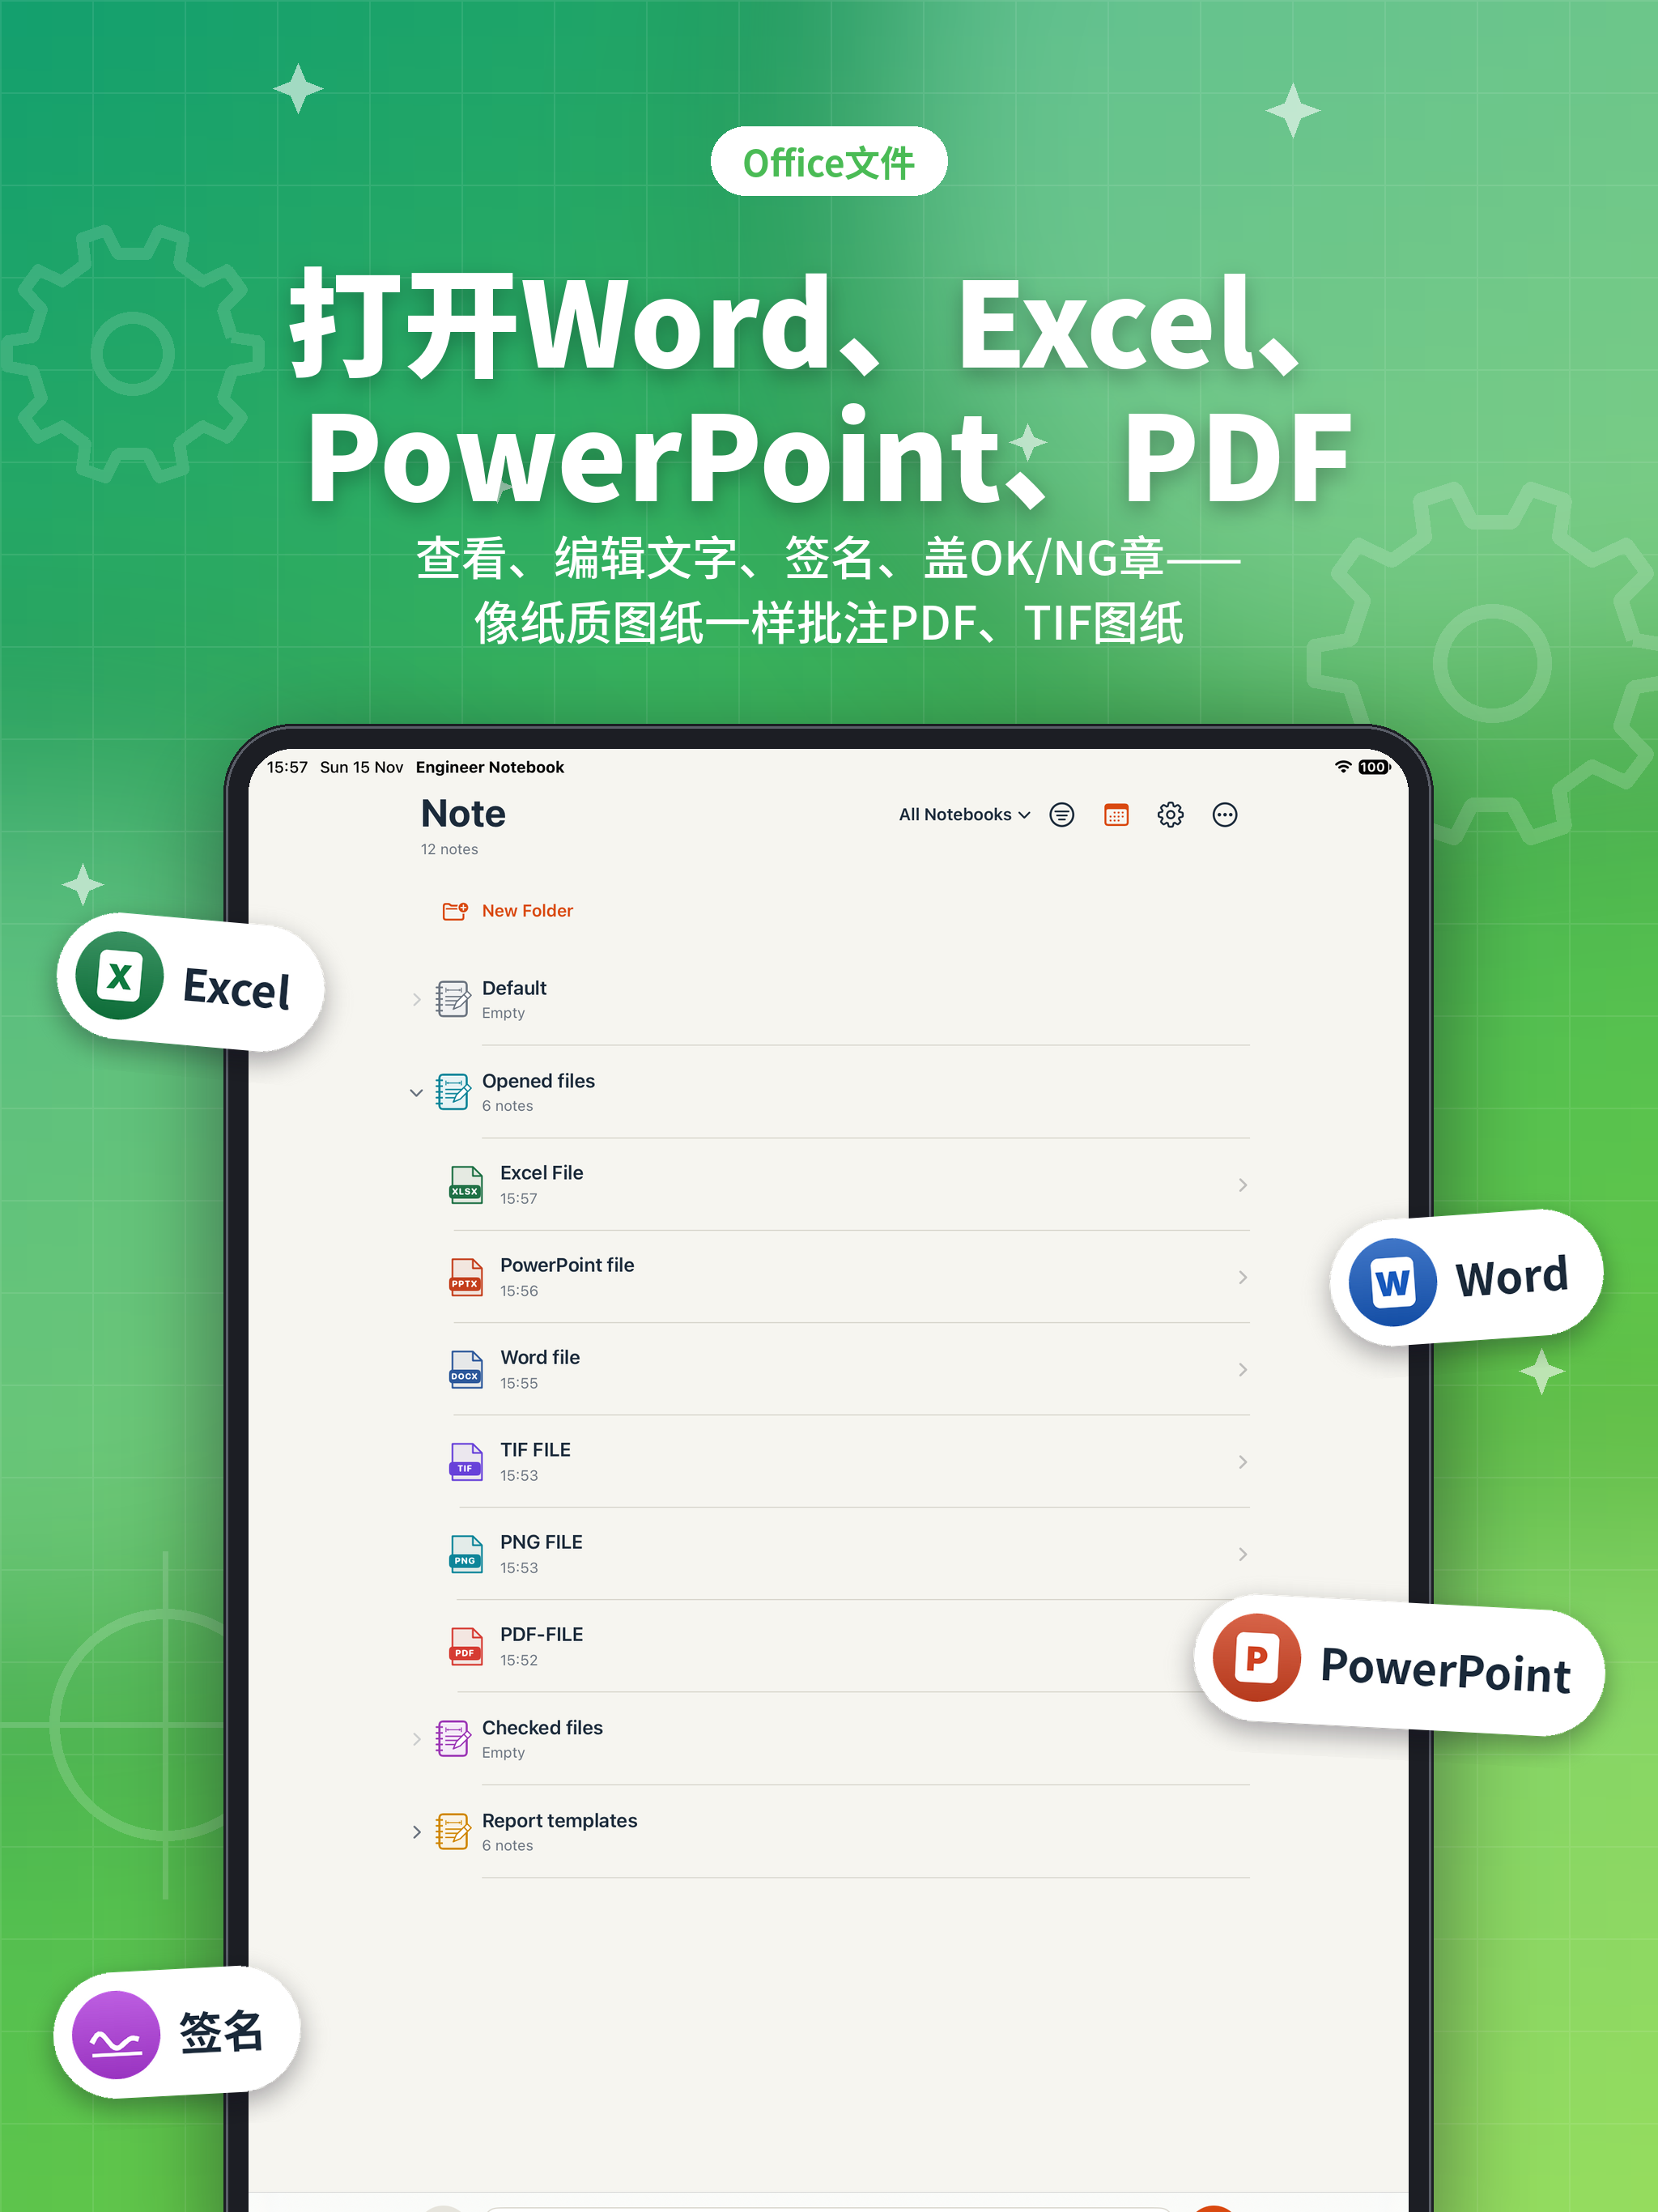 Office文件
打开Word、Excel、
PowerPoint、PDF
查看、编辑文字、签名、盖OK/NG章——
像纸质图纸一样批注PDF、TIF图纸
15:57 Sun 15 Nov Engineer Notebook
100
Note
All Notebooks
12 notes
New Folder
X Excel
Default
Empty
Opened files
6 notes
Excel File
XLSX
15:57
PowerPoint file
PPTX
15:56
W Word
Word file
DOCX
15:55
TIF FILE
TIF
15:53
PNG FILE
PNG
15:53
PDF-FILE
PDF
15:52
P PowerPoint
Checked files
Empty
Report templates
6 notes
签名